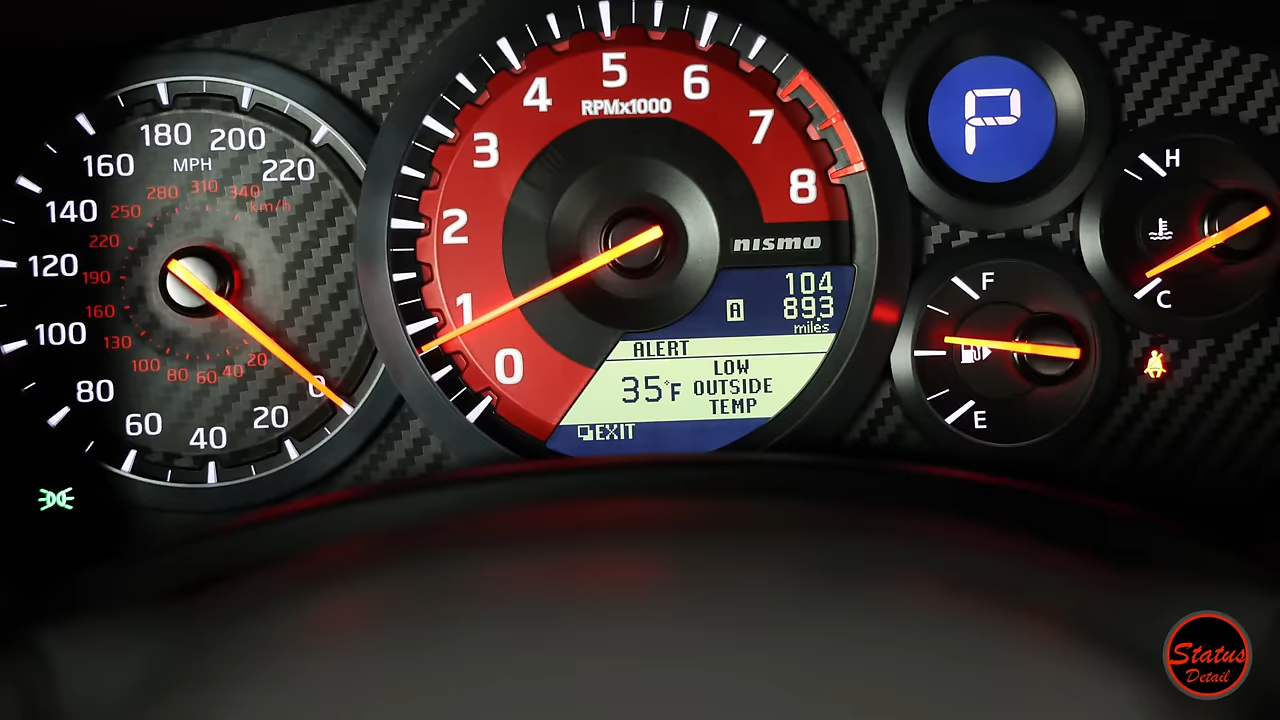 180
200
160
MPH
220
140
280
310
340
km/h
250
120
220
190
100
160
130
80
100
80
60
40
20
0
60
40
20
5
4
6
RPMx1000
3
7
2
8
1
0
nismo
104
A
89.3
miles
ALERT
35°F
LOW
OUTSIDE
TEMP
EXIT
P
H
C
F
E
Status
Detail